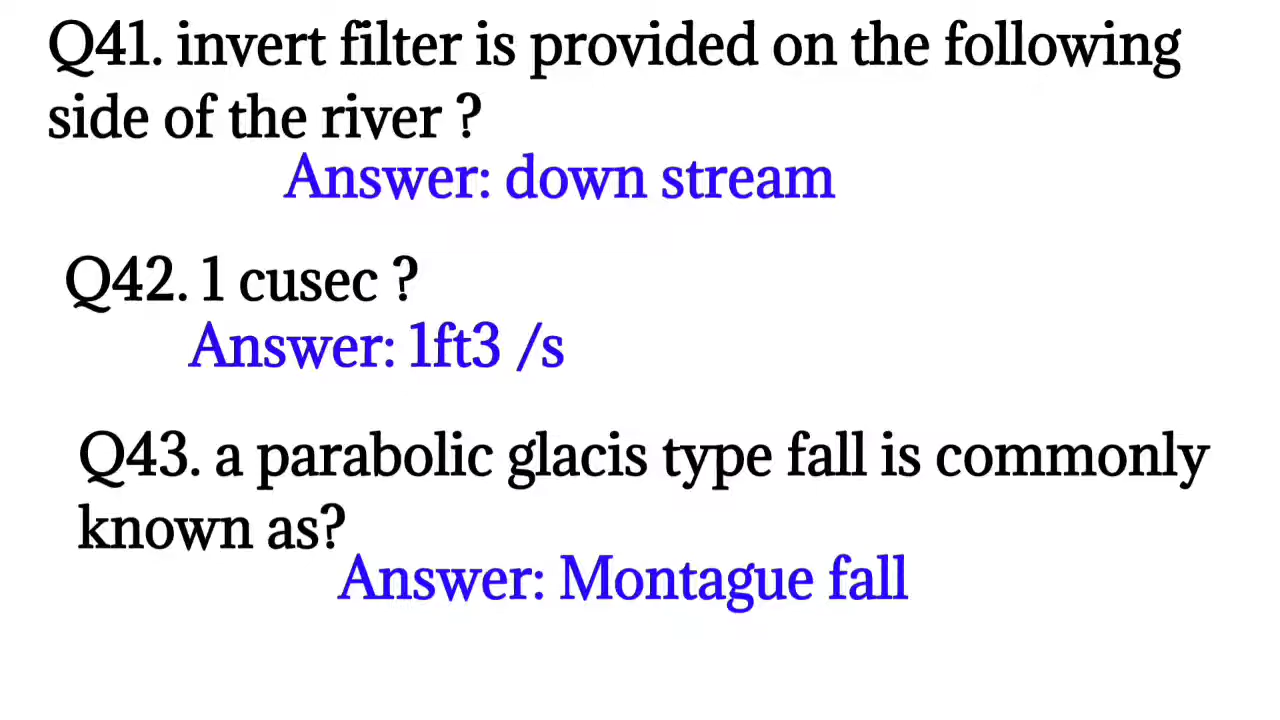 Q41. invert filter is provided on the following
side of the river ?
Answer: down stream
Q42. 1 cusec ?
Answer: 1ft3 /s
Q43. a parabolic glacis type fall is commonly
known as?
Answer: Montague fall